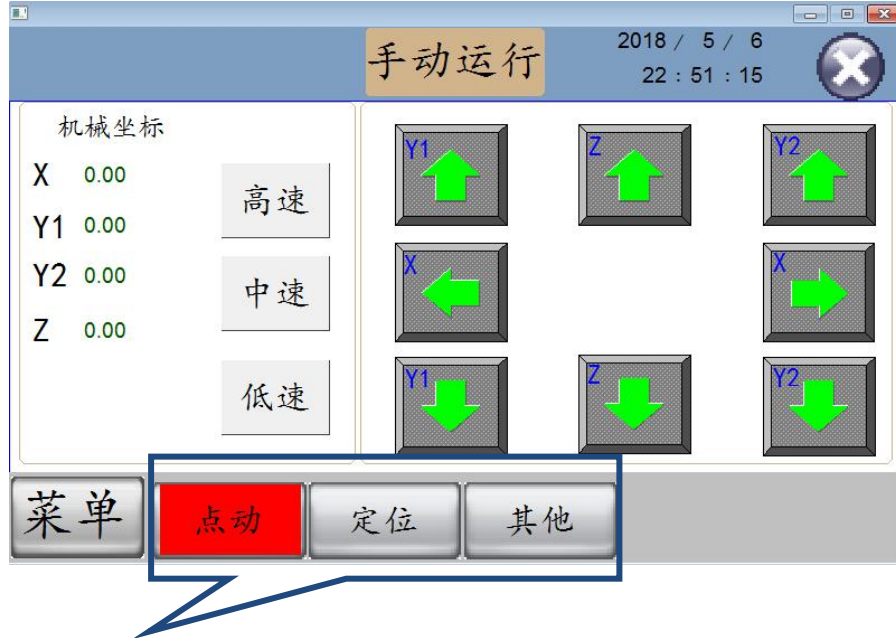 手动运行
2018 / 5 / 6
22 : 51 : 15
机械坐标
X 0.00
Y1 0.00
Y2 0.00
Z 0.00
高速
中速
低速
Y1 Z Y2
X X
Y1 Z Y2
菜单 点动 定位 其他